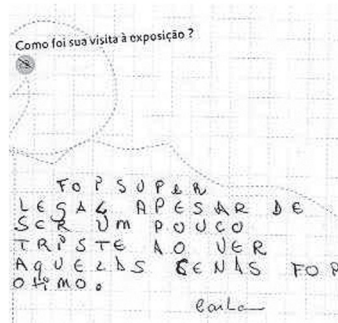 Como foi sua visita à exposição ?
FOI SUPER
LEGAL APESAR DE
SER UM POUCO
TRISTE AO VER
AQUELAS CENAS FOI
OTIMO.
Carla